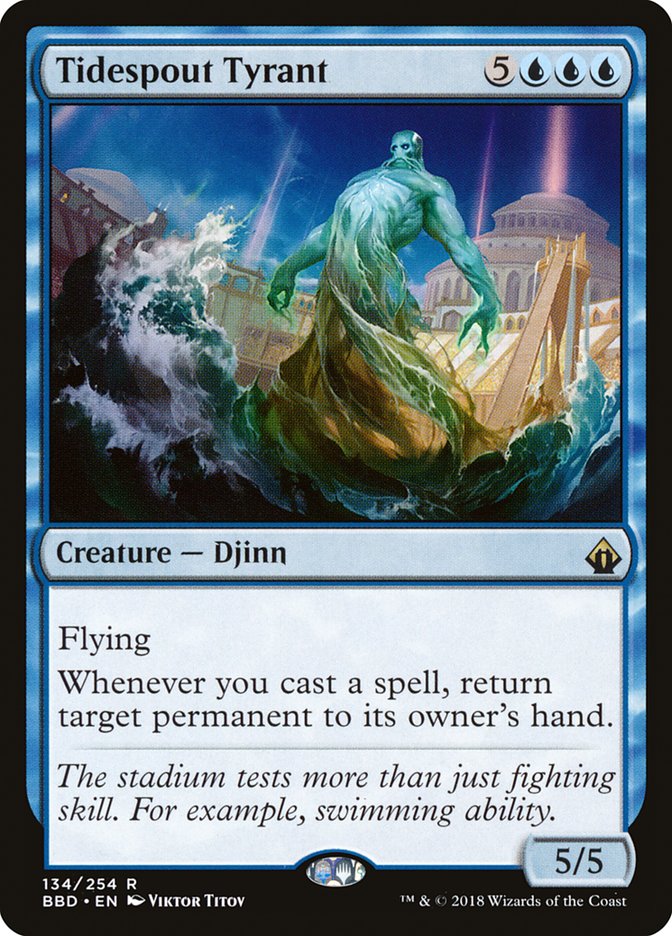 Tidespout Tyrant 5
Creature — Djinn
Flying
Whenever you cast a spell, return
target permanent to its owner's hand.
The stadium tests more than just fighting
skill. For example, swimming ability.
5/5
134/254 R
BBD • EN Viktor Titov
™ & © 2018 Wizards of the Coast